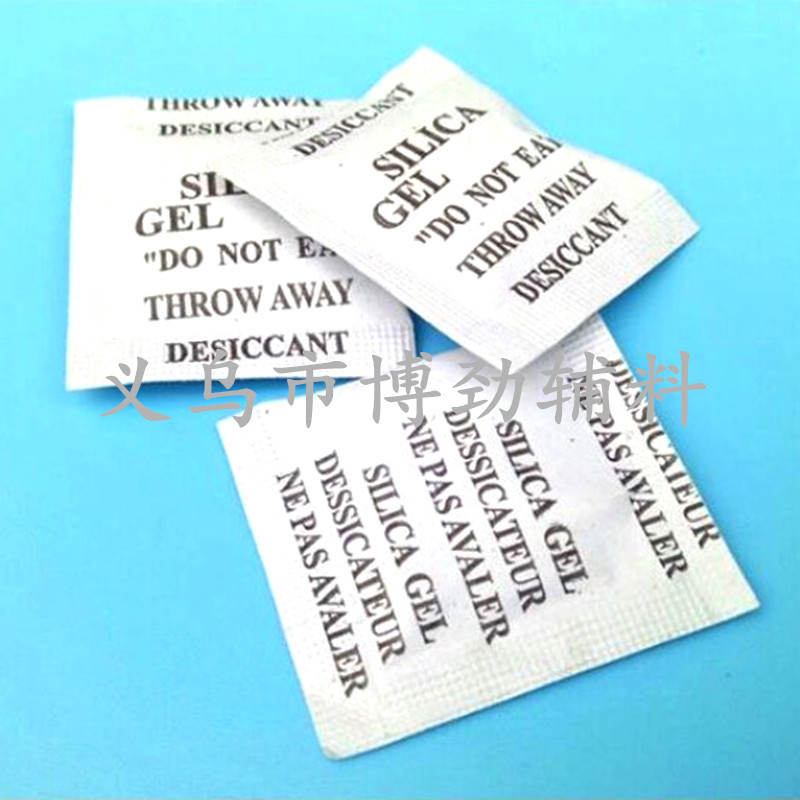 THROW AWAY
DESICCANT
GEL
"DO NOT
THROW AWAY
DESICCANT
DESICCANT
SILICA
GEL
"DO NOT
THROW AWAY
DESICCANT
义乌市博劲辅料
DESSICATEUR
NE PAS AVALER
SILICA GEL
DESSICATEUR
NE PAS AVALER
SILICA GEL
DESSICATEUR
NE PAS AVALER